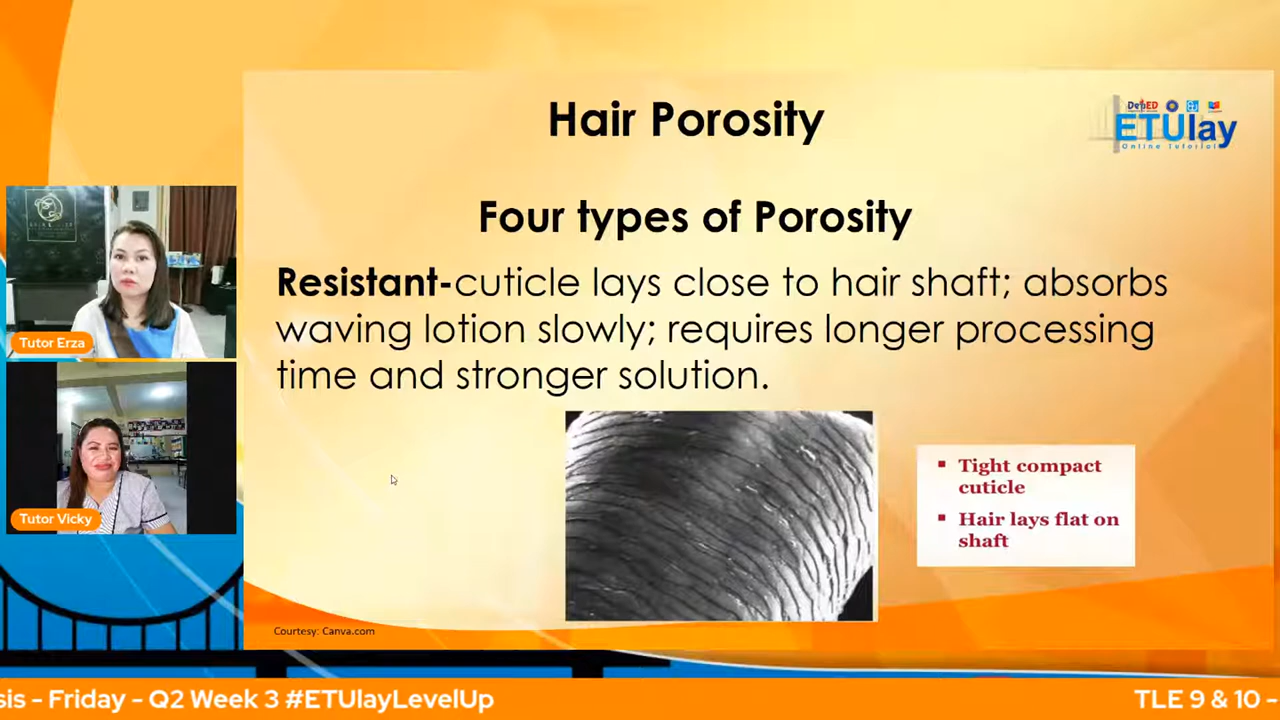 Hair Porosity
DepED
ETUlay
Online Tutorial
Four types of Porosity
Resistant-cuticle lays close to hair shaft; absorbs
waving lotion slowly; requires longer processing
time and stronger solution.
▪ Tight compact
cuticle
▪ Hair lays flat on
shaft
Tutor Erza
Tutor Vicky
Courtesy: Canva.com
sis - Friday - Q2 Week 3 #ETUlayLevelUp
TLE 9 & 10 -